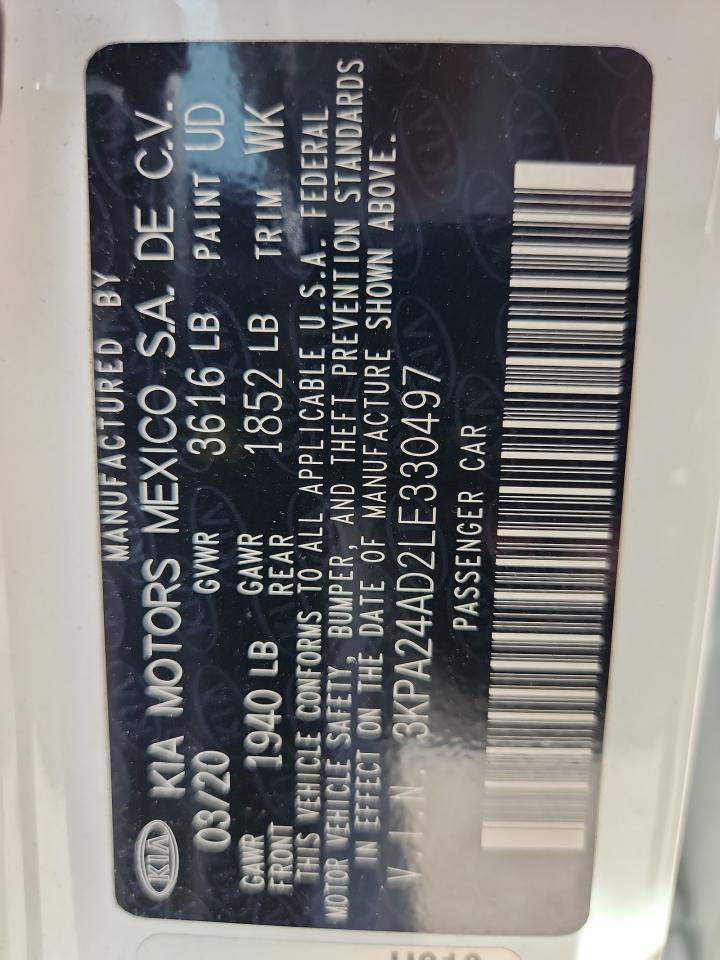 MANUFACTURED BY
KIA KIA MOTORS MEXICO S.A. DE C.V.
03/20 GVWR 3616 LB PAINT UD
GAWR FRONT 1940 LB GAWR REAR 1852 LB TRIM WK
THIS VEHICLE CONFORMS TO ALL APPLICABLE U.S.A. FEDERAL
MOTOR VEHICLE SAFETY, BUMPER, AND THEFT PREVENTION STANDARDS
IN EFFECT ON THE DATE OF MANUFACTURE SHOWN ABOVE.
V.I.N. 3KPA24AD2LE330497
PASSENGER CAR